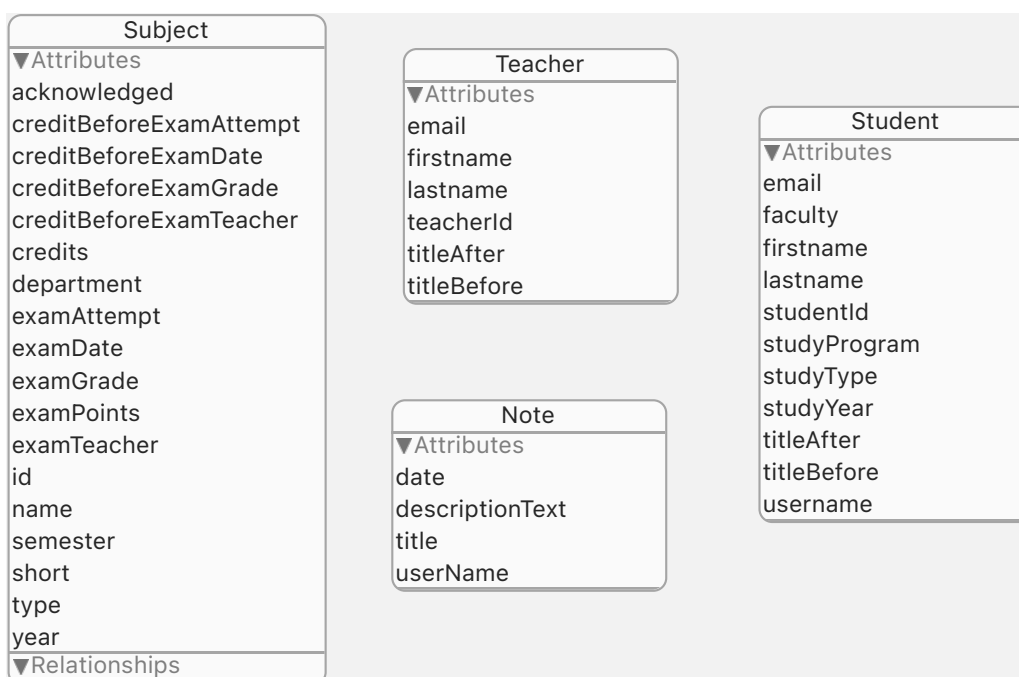 Subject
▼Attributes
acknowledged
creditBeforeExamAttempt
creditBeforeExamDate
creditBeforeExamGrade
creditBeforeExamTeacher
credits
department
examAttempt
examDate
examGrade
examPoints
examTeacher
id
name
semester
short
type
year
▼Relationships
Teacher
▼Attributes
email
firstname
lastname
teacherId
titleAfter
titleBefore
Note
▼Attributes
date
descriptionText
title
userName
Student
▼Attributes
email
faculty
firstname
lastname
studentId
studyProgram
studyType
studyYear
titleAfter
titleBefore
username